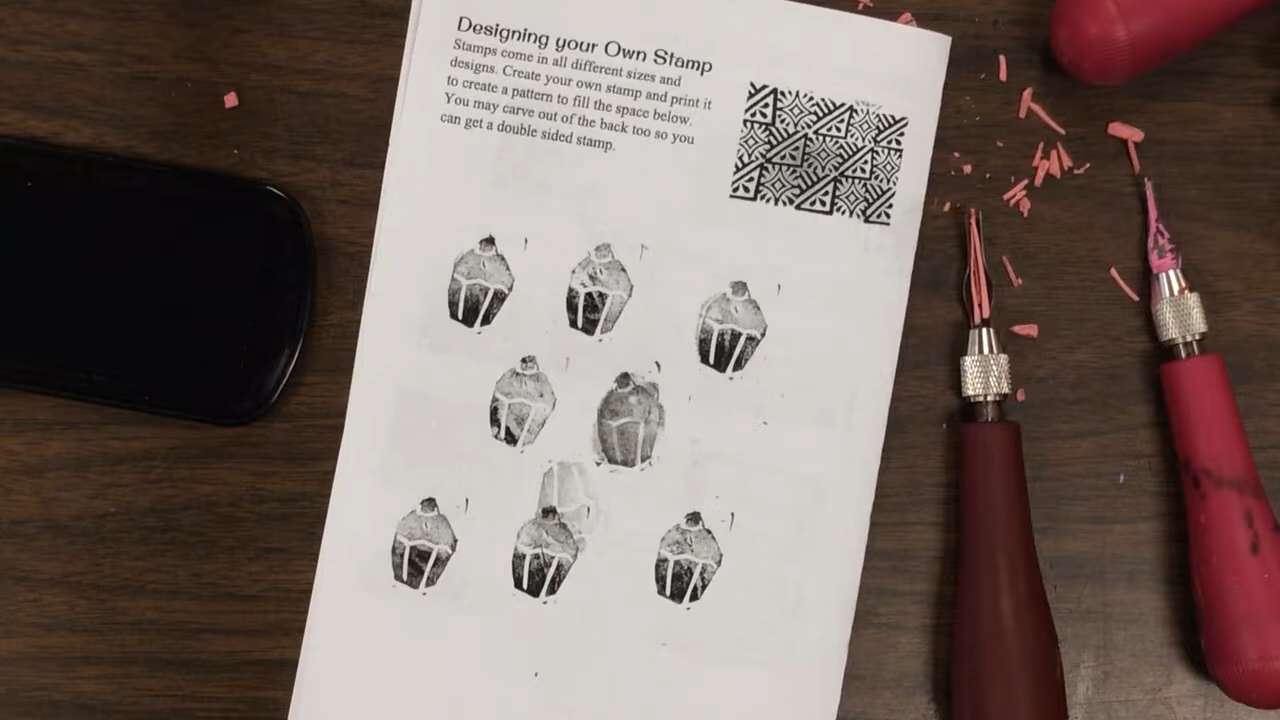 Designing your Own Stamp
Stamps come in all different sizes and
designs. Create your own stamp and print it
to create a pattern to fill the space below.
You may carve out of the back too so you
can get a double sided stamp.